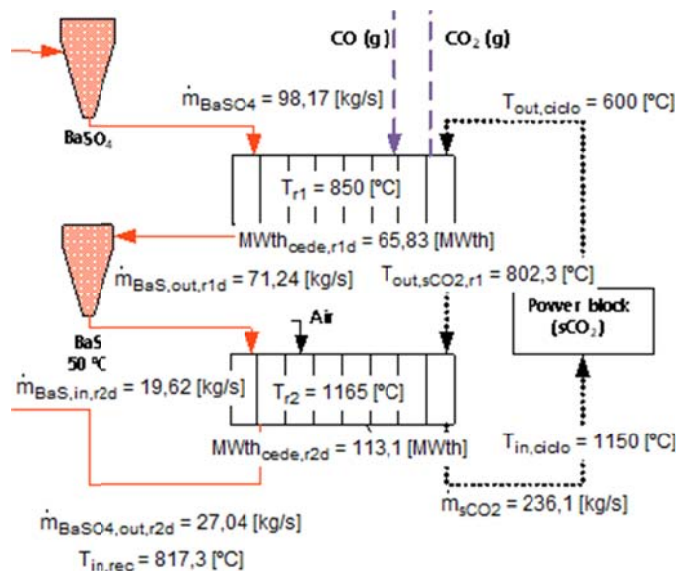 CO (g)
CO₂ (g)
ṁBaSO4 = 98,17 [kg/s]
Tout,ciclo = 600 [ºC]
BaSO₄
Tr1 = 850 [ºC]
MWthcede,r1d = 65,83 [MWth]
ṁBaS,out,r1d = 71,24 [kg/s]
Tout,sCO2,r1 = 802,3 [ºC]
Power block
(sCO₂)
Air
BaS
50 ºC
ṁBaS,in,r2d = 19,62 [kg/s]
Tr2 = 1165 [ºC]
MWthcede,r2d = 113,1 [MWth]
Tin,ciclo = 1150 [ºC]
ṁsCO2 = 236,1 [kg/s]
ṁBaSO4,out,r2d = 27,04 [kg/s]
Tin,rec = 817,3 [ºC]